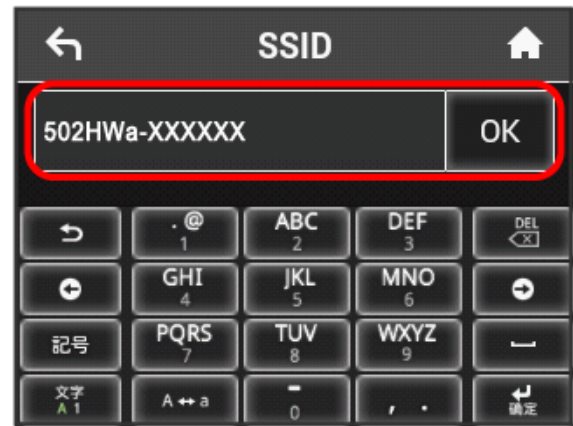 SSID
502HWa-XXXXXX OK
. @ ABC DEF DEL
1 2 3
GHI JKL MNO
4 5 6
記号 PQRS TUV WXYZ
7 8 9
文字 A ↔ a - , . 確定
A 1 0